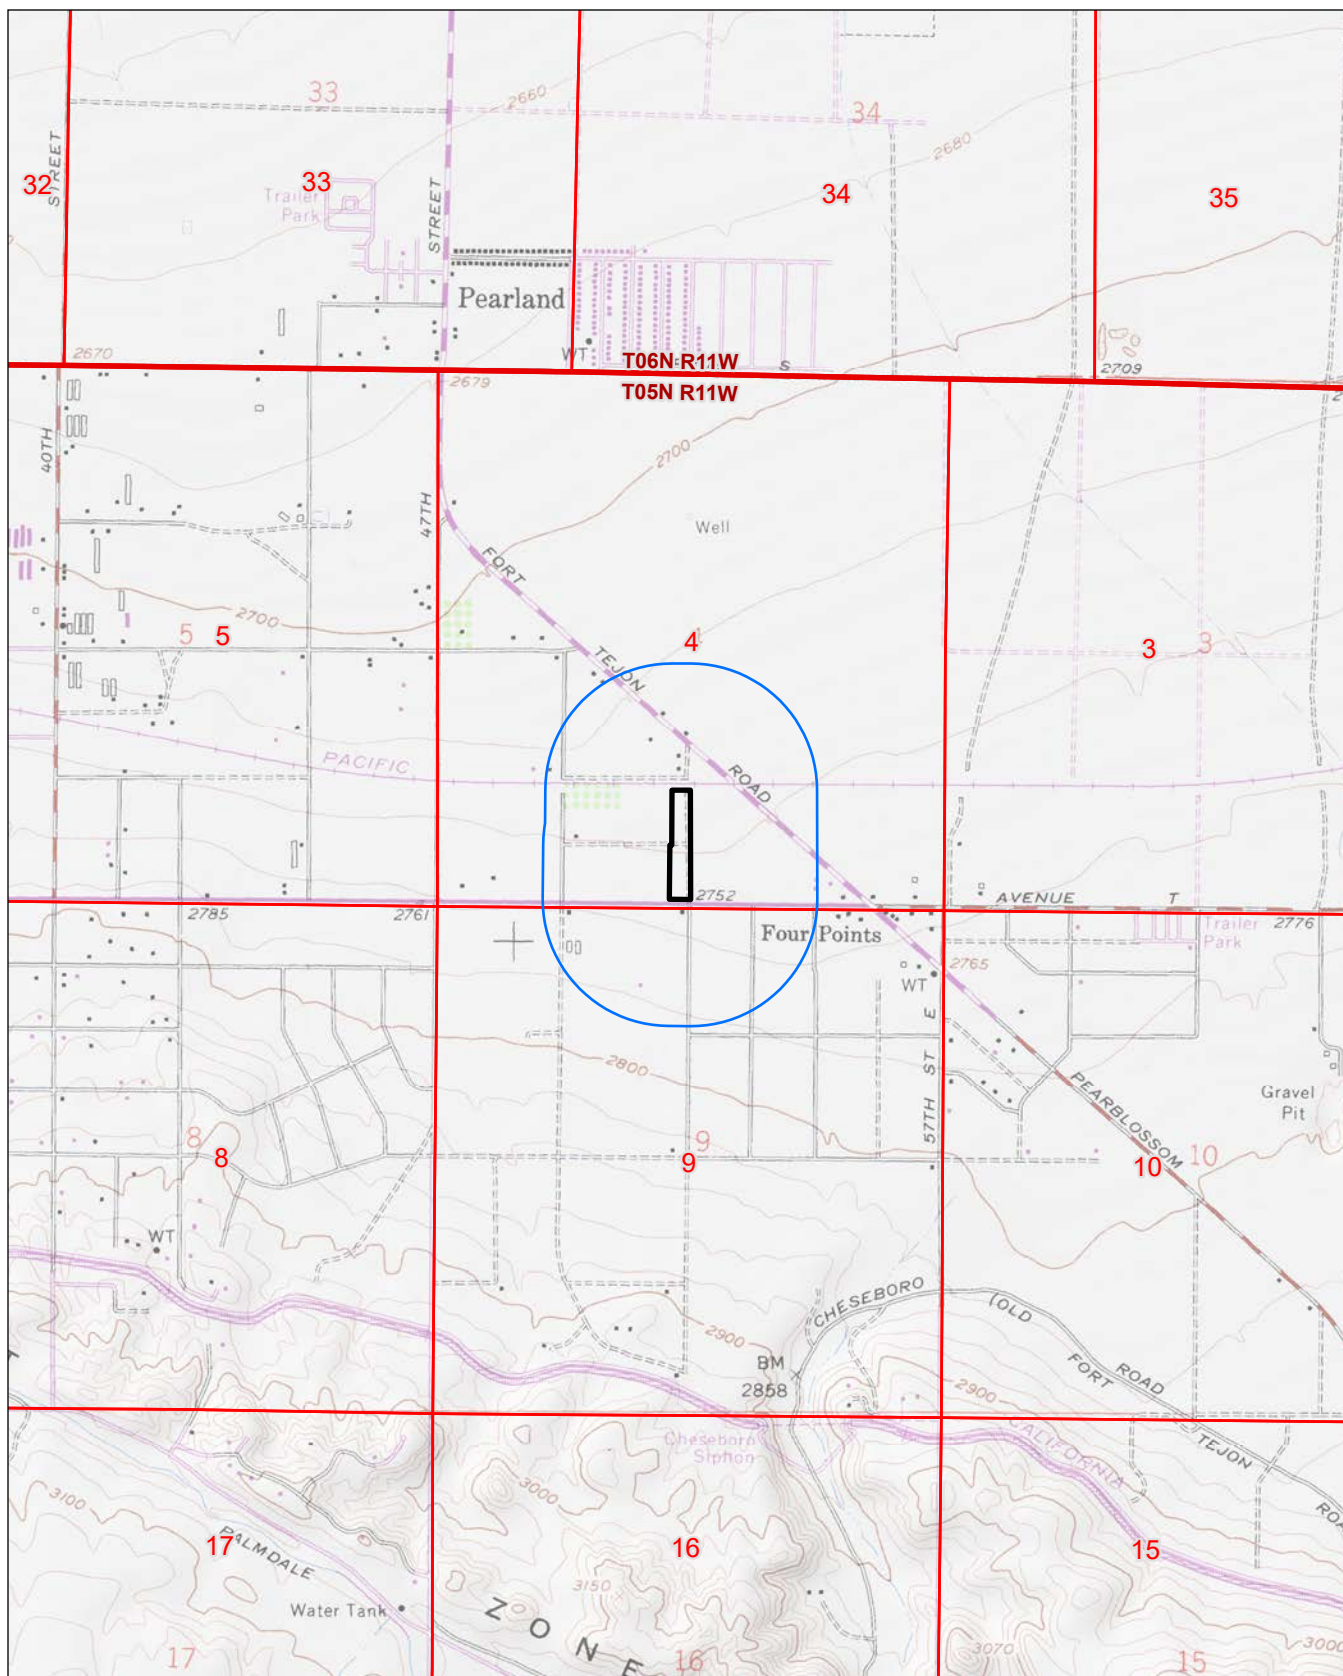 33
34
2660
2680
32
STREET
33
Trailer
Park
STREET
34
35
Pearland
WT
T06N R11W
S
2670
2679
T05N R11W
2709
40TH
2700
47TH
Well
FORT
2700
5
5
TEJON
4
3
3
PACIFIC
ROAD
2752
2785
2761
AVENUE T
2776
Four Points
Trailer
Park
2765
WT
57TH ST E
2800
PEARBLOSSOM
Gravel
Pit
8
8
9
9
10
10
WT
CHESEBORO
ROAD
(OLD
FORT
TEJON
2900
BM
2858
2900
Cheseboro
Siphon
CALIFORNIA
3100
3000
PALMDALE
17
16
15
3150
Water Tank
ZONE
3070
3000
17
16
15